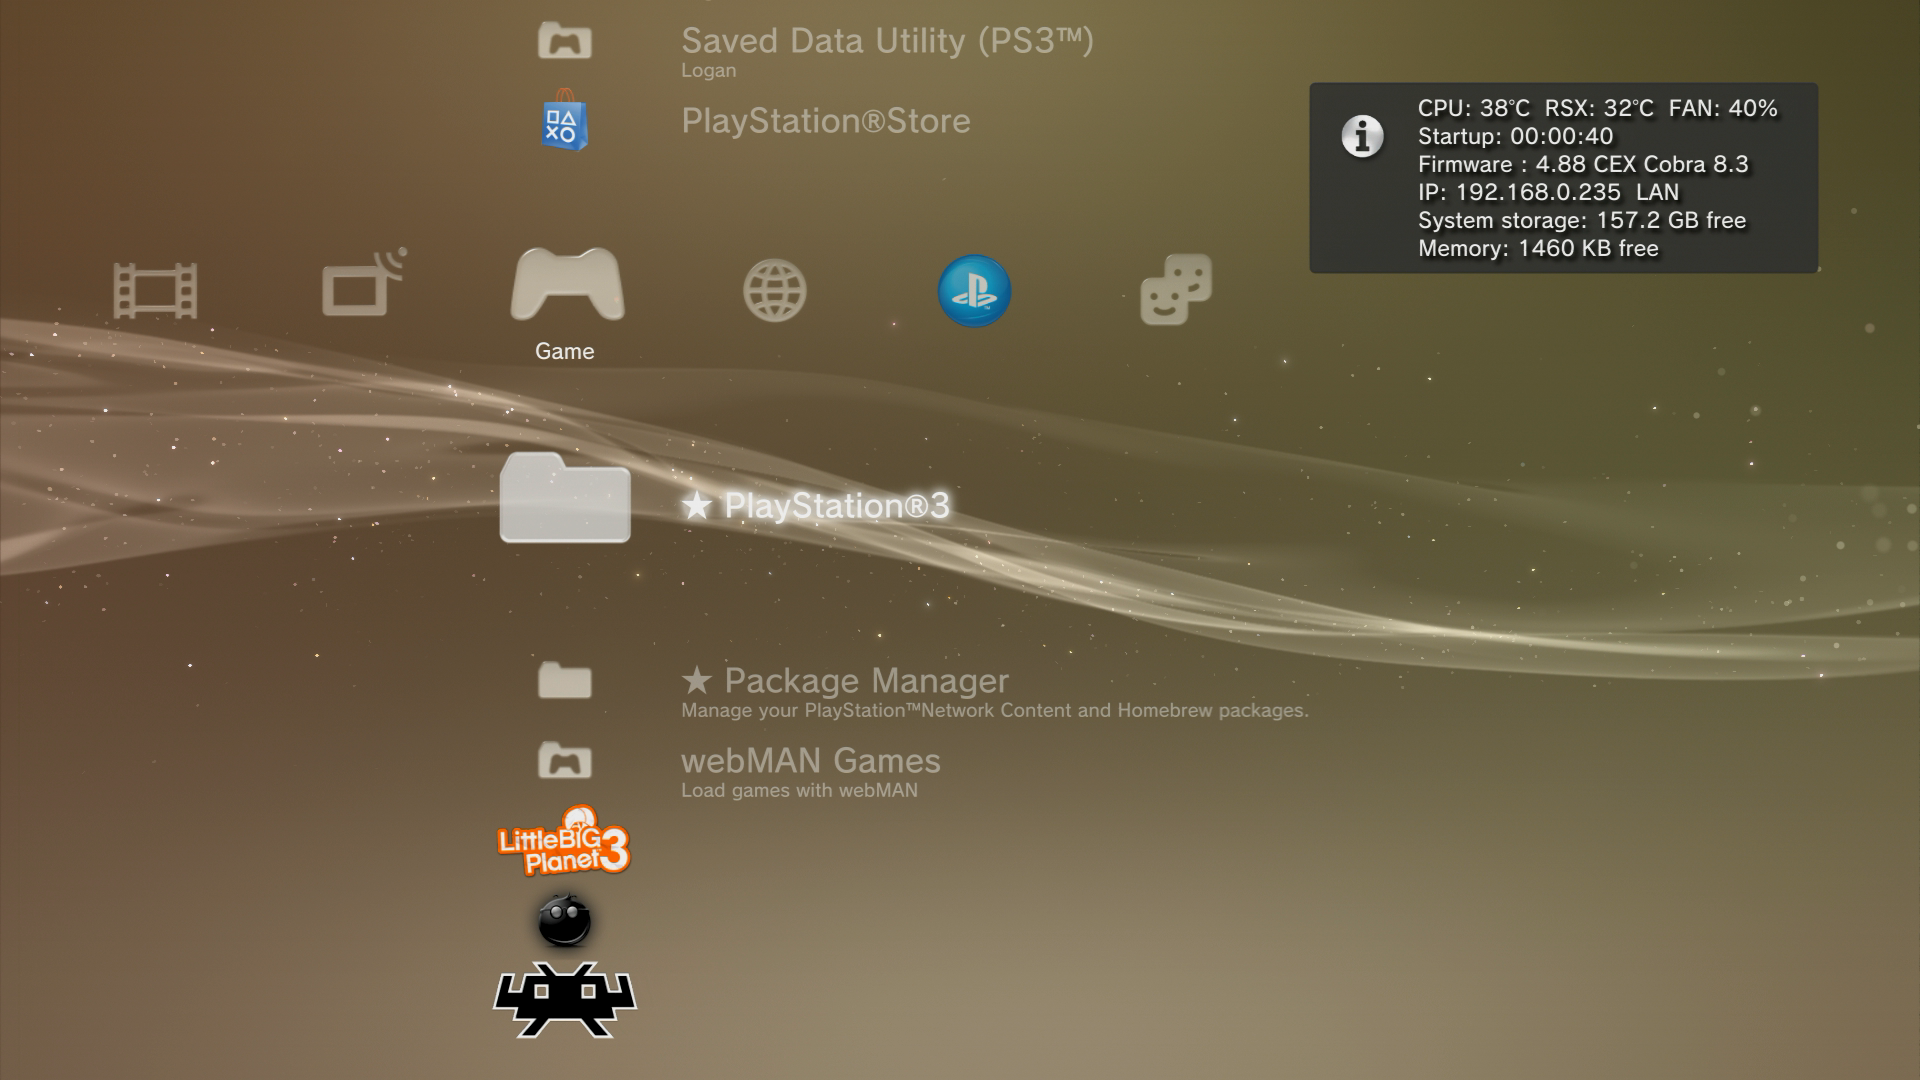 Saved Data Utility (PS3™)
Logan
PlayStation®Store
CPU: 38°C  RSX: 32°C  FAN: 40%
Startup: 00:00:40
Firmware : 4.88 CEX Cobra 8.3
IP: 192.168.0.235  LAN
System storage: 157.2 GB free
Memory: 1460 KB free
Game
★ PlayStation®3
★ Package Manager
Manage your PlayStation™Network Content and Homebrew packages.
webMAN Games
Load games with webMAN
LittleBIG
Planet 3